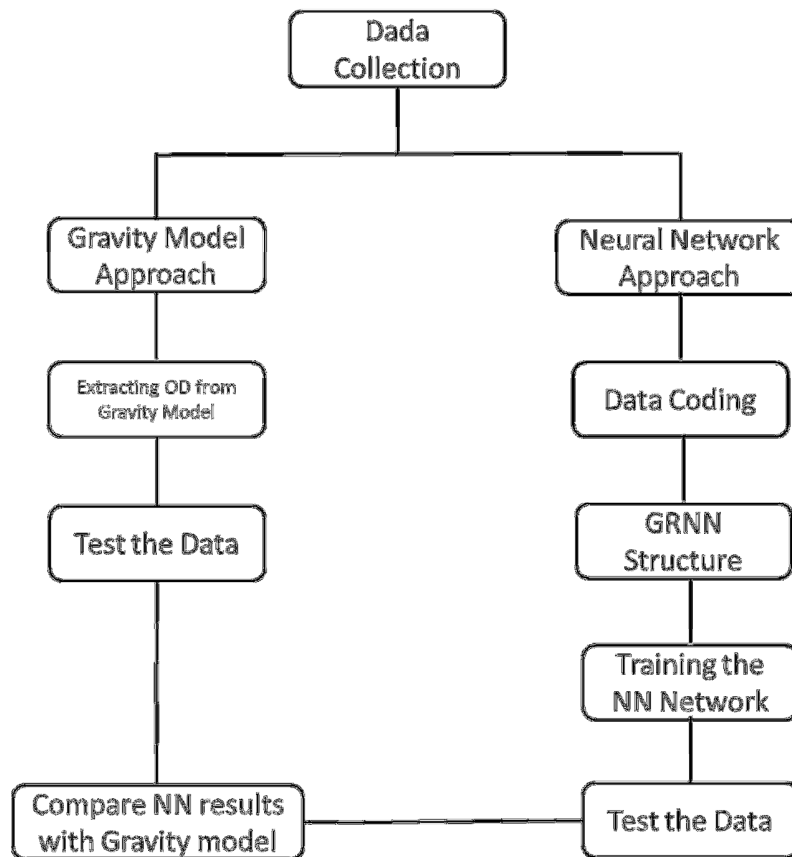 Dada
Collection
Gravity Model
Approach
Extracting OD from
Gravity Model
Test the Data
Compare NN results
with Gravity model
Neural Network
Approach
Data Coding
GRNN
Structure
Training the
NN Network
Test the Data